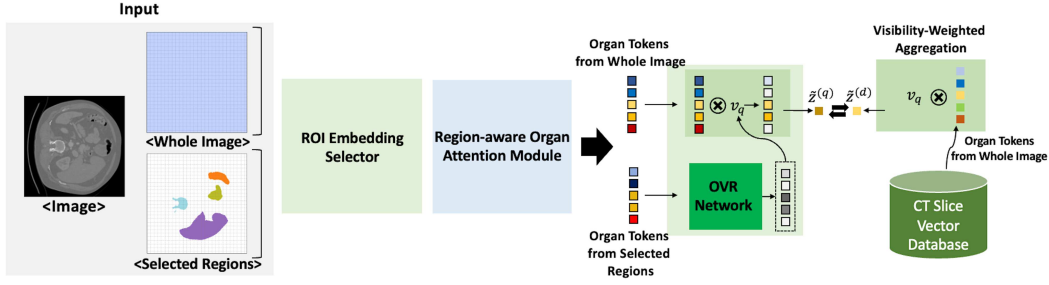 Input
<Image>
<Whole Image>
<Selected Regions>
ROI Embedding
Selector
Region-aware Organ
Attention Module
Organ Tokens
from Whole Image
Organ Tokens
from Selected
Regions
⊗ v_q
OVR
Network
z̃^(q)
z̃^(d)
Visibility-Weighted
Aggregation
v_q ⊗
Organ Tokens
from Whole Image
CT Slice
Vector
Database